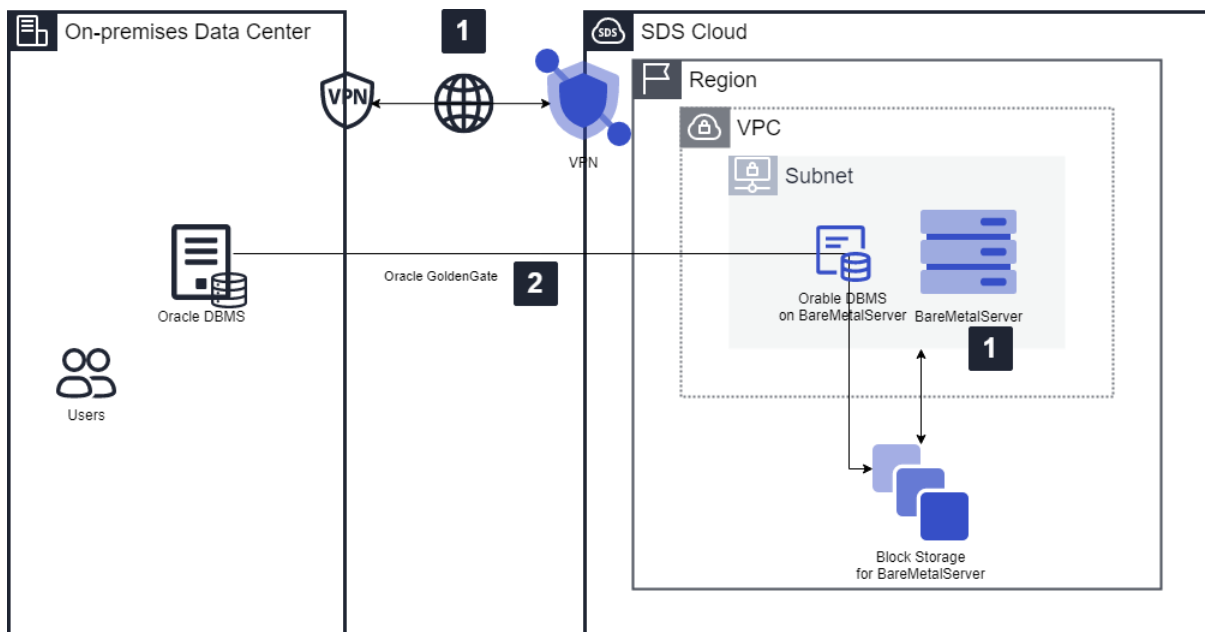 On-premises Data Center
1
SDS
SDS Cloud
Region
VPN
VPN
VPC
Subnet
Oracle GoldenGate
2
Oracle DBMS
Orable DBMS
on BareMetalServer
BareMetalServer
1
Users
Block Storage
for BareMetalServer